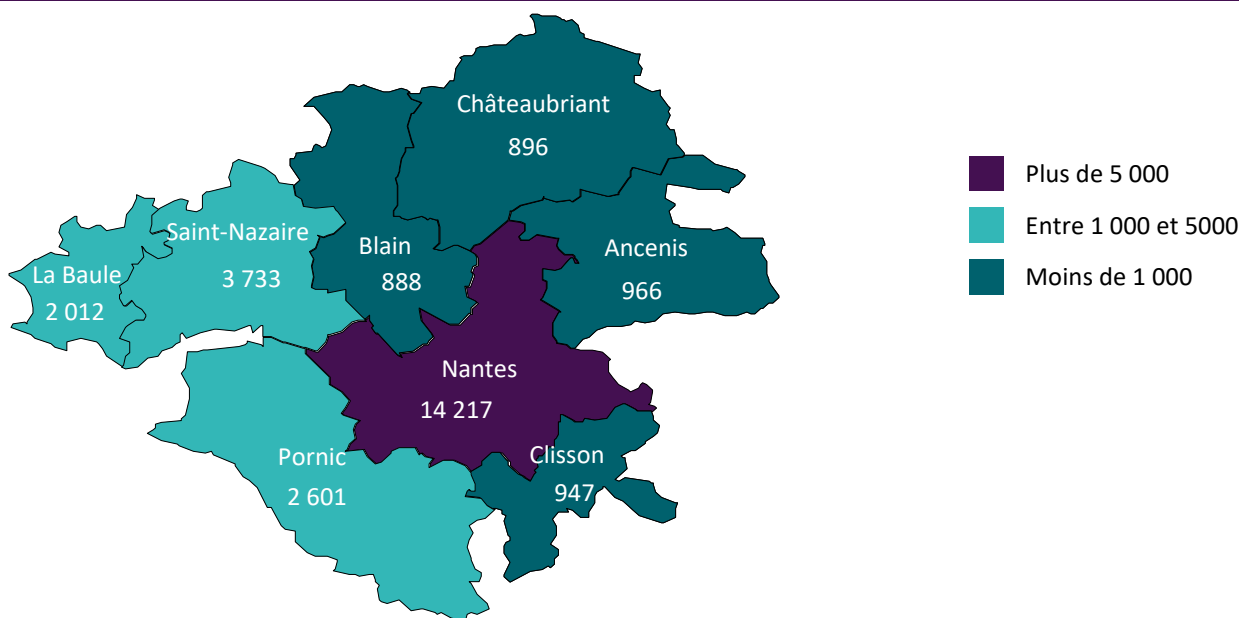 Châteaubriant
896
Saint-Nazaire
3 733
Blain
888
Ancenis
966
La Baule
2 012
Nantes
14 217
Pornic
2 601
Clisson
947
Plus de 5 000
Entre 1 000 et 5000
Moins de 1 000